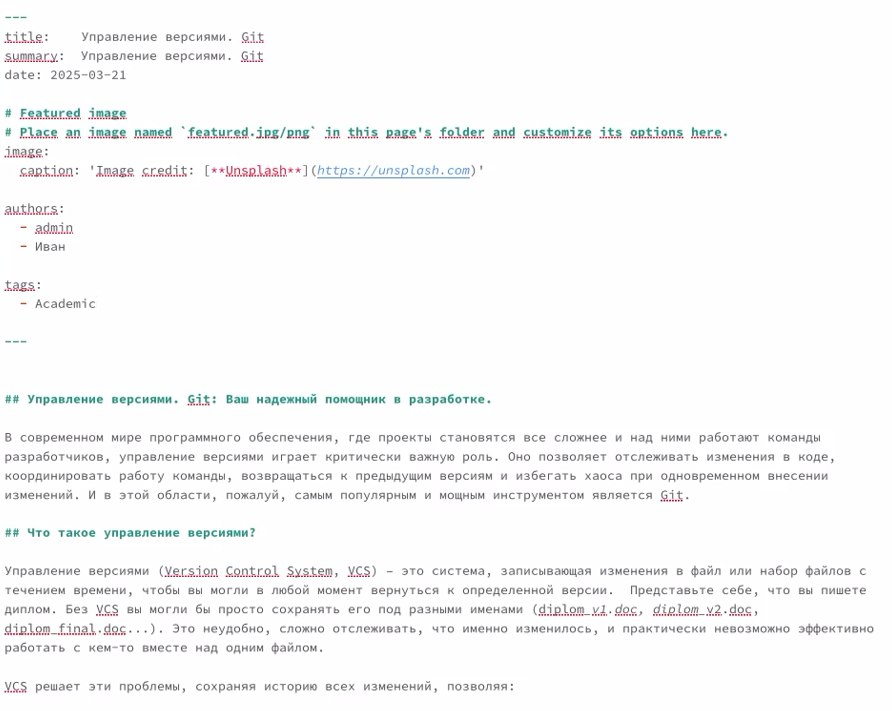 ---
title:    Управление версиями. Git
summary:  Управление версиями. Git
date: 2025-03-21
# Featured image
# Place an image named `featured.jpg/png` in this page's folder and customize its options here.
image:
  caption: 'Image credit: [**Unsplash**](https://unsplash.com)'
authors:
  - admin
  - Иван
tags:
  - Academic
---
## Управление версиями. Git: Ваш надежный помощник в разработке.
В современном мире программного обеспечения, где проекты становятся все сложнее и над ними работают команды
разработчиков, управление версиями играет критически важную роль. Оно позволяет отслеживать изменения в коде,
координировать работу команды, возвращаться к предыдущим версиям и избегать хаоса при одновременном внесении
изменений. И в этой области, пожалуй, самым популярным и мощным инструментом является Git.
## Что такое управление версиями?
Управление версиями (Version Control System, VCS) – это система, записывающая изменения в файл или набор файлов с
течением времени, чтобы вы могли в любой момент вернуться к определенной версии.  Представьте себе, что вы пишете
диплом. Без VCS вы могли бы просто сохранять его под разными именами (diplom_v1.doc, diplom_v2.doc,
diplom_final.doc...). Это неудобно, сложно отслеживать, что именно изменилось, и практически невозможно эффективно
работать с кем-то вместе над одним файлом.
VCS решает эти проблемы, сохраняя историю всех изменений, позволяя: